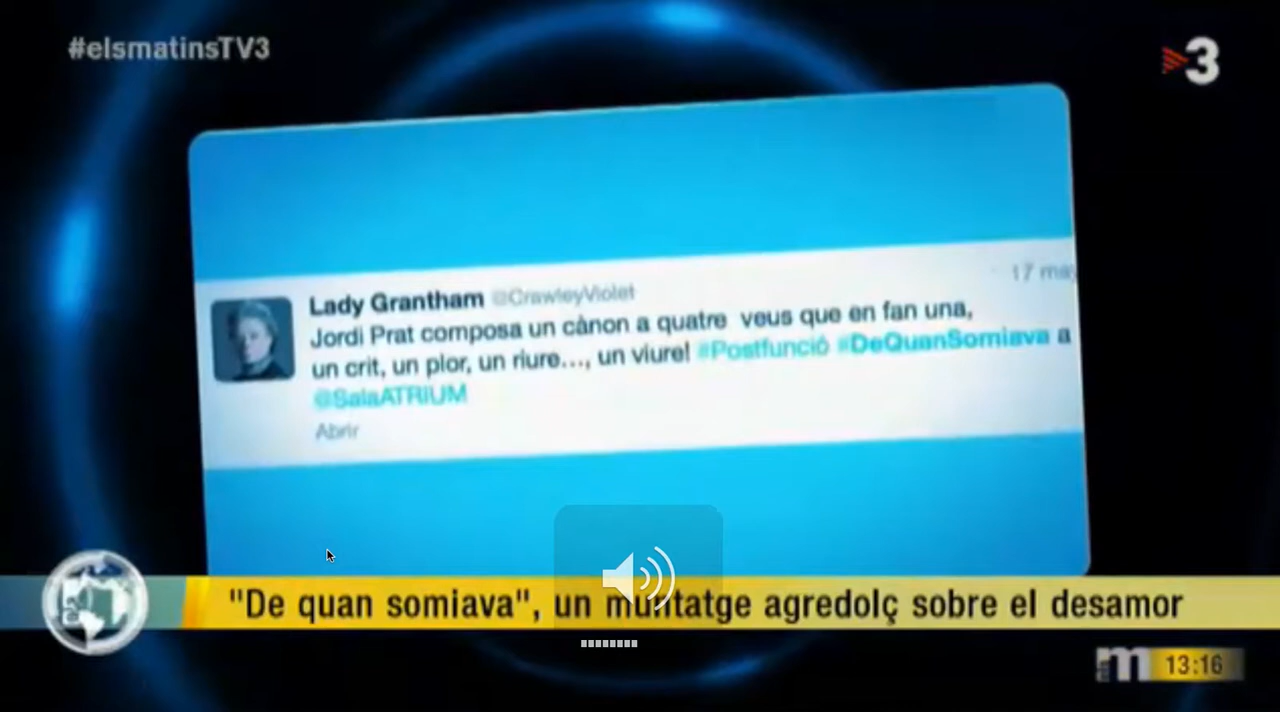 #elsmatinsTV3
3
Lady Grantham @CrawleyViolet
17 may
Jordi Prat composa un cànon a quatre veus que en fan una,
un crit, un plor, un riure..., un viure! #Postfunció #DeQuanSomiava a
@SalaATRIUM
Abrir
"De quan somiava", un muntatge agredolç sobre el desamor
m 13:16